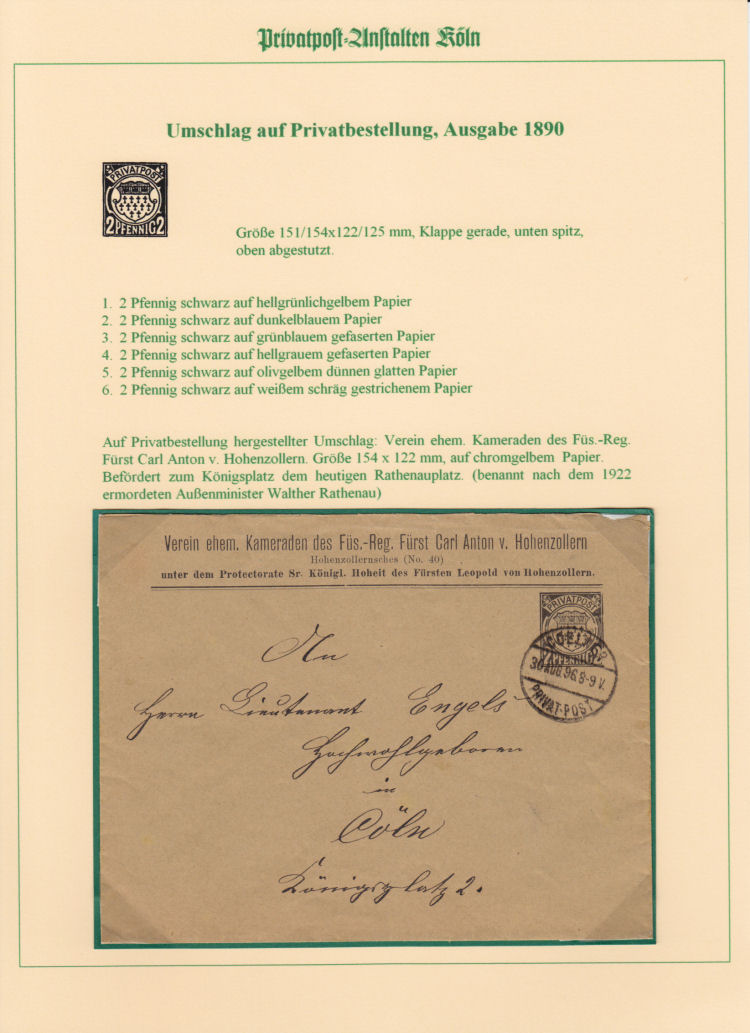 Privatpost-Anstalten Köln
Umschlag auf Privatbestellung, Ausgabe 1890
PRIVATPOST
2 PFENNIG 2
Größe 151/154x122/125 mm, Klappe gerade, unten spitz,
oben abgestutzt.
1. 2 Pfennig schwarz auf hellgrünlichgelbem Papier
2. 2 Pfennig schwarz auf dunkelblauem Papier
3. 2 Pfennig schwarz auf grünblauem gefaserten Papier
4. 2 Pfennig schwarz auf hellgrauem gefaserten Papier
5. 2 Pfennig schwarz auf olivgelbem dünnen glatten Papier
6. 2 Pfennig schwarz auf weißem schräg gestrichenem Papier
Auf Privatbestellung hergestellter Umschlag: Verein ehem. Kameraden des Füs.-Reg.
Fürst Carl Anton v. Hohenzollern. Größe 154 x 122 mm, auf chromgelbem Papier.
Befördert zum Königsplatz dem heutigen Rathenauplatz. (benannt nach dem 1922
ermordeten Außenminister Walther Rathenau)
Verein ehem. Kameraden des Füs.-Reg. Fürst Carl Anton v. Hohenzollern
Hohenzollernsches (No. 40)
unter dem Protectorate Sr. Königl. Hoheit des Fürsten Leopold von Hohenzollern.
PRIVATPOST
30 AUG. 96. 8-9 V.
PRIVAT-POST
An
Herrn Lieutenant Engels
Hochwohlgeboren
in
Cöln
Königsplatz 2.